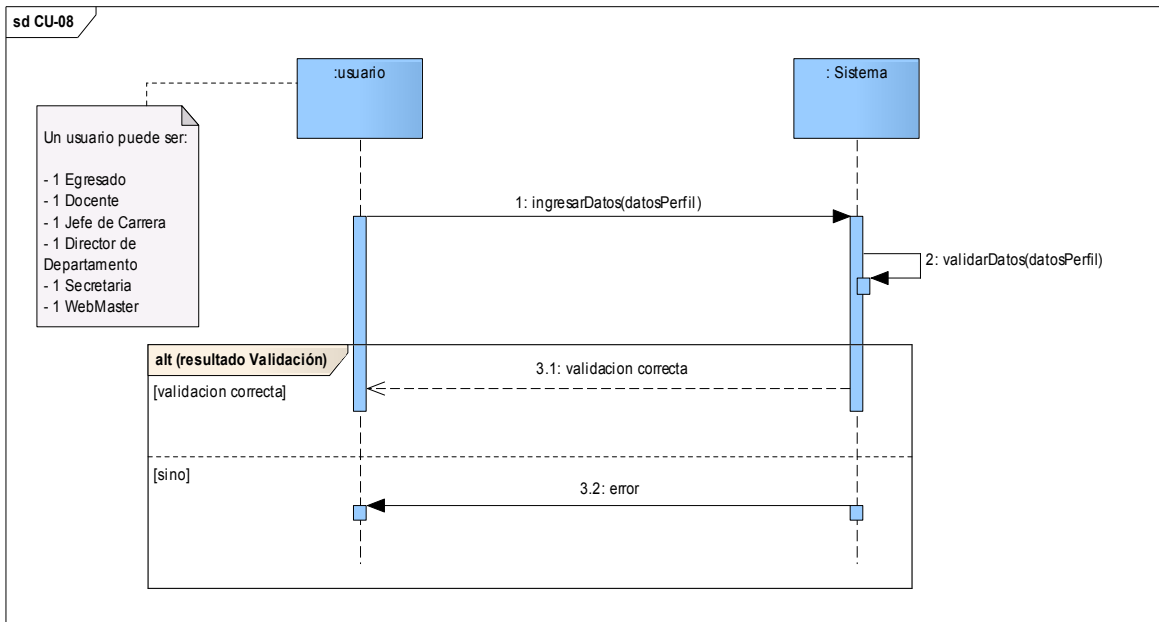 sd CU-08
:usuario
: Sistema
Un usuario puede ser:
- 1 Egresado
- 1 Docente
- 1 Jefe de Carrera
- 1 Director de
Departamento
- 1 Secretaria
- 1 WebMaster
1: ingresarDatos(datosPerfil)
2: validarDatos(datosPerfil)
alt (resultado Validación)
[validacion correcta]
3.1: validacion correcta
[sino]
3.2: error